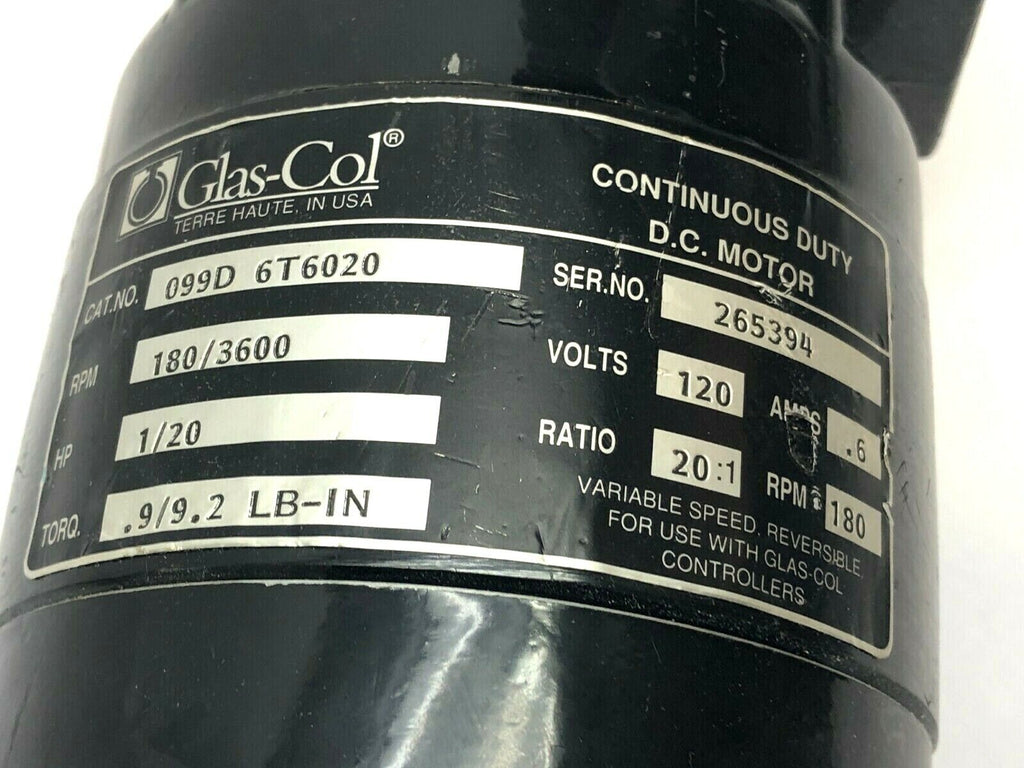 Glas-Col®
TERRE HAUTE, IN USA
CONTINUOUS DUTY
D.C. MOTOR
CAT.NO. 099D 6T6020
SER.NO. 265394
RPM 180/3600
VOLTS 120 AMPS .6
HP 1/20
RATIO 20:1 RPM 180
TORQ. .9/9.2 LB-IN
VARIABLE SPEED, REVERSIBLE,
FOR USE WITH GLAS-COL
CONTROLLERS